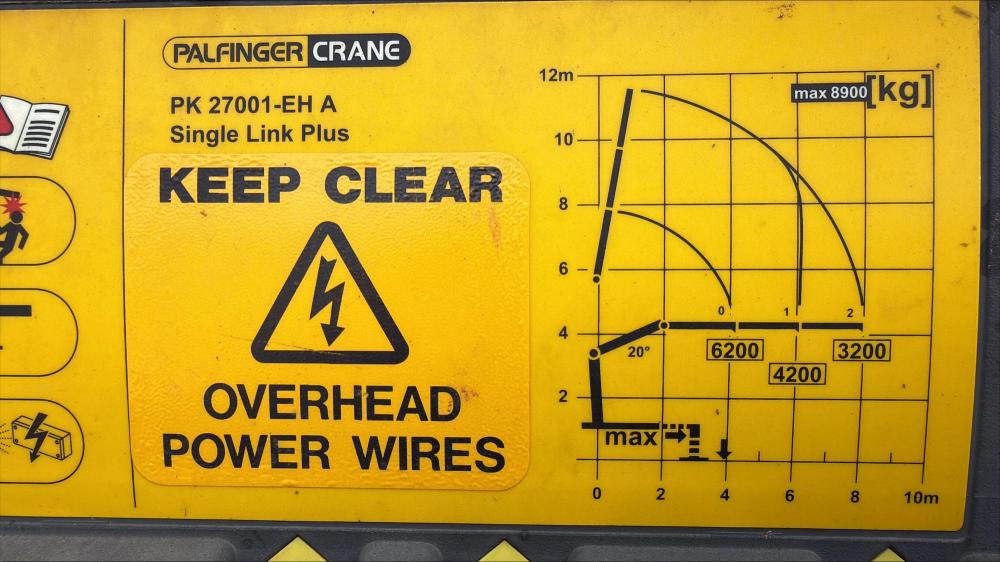 PALFINGER CRANE
PK 27001-EH A
Single Link Plus
KEEP CLEAR
OVERHEAD
POWER WIRES
12m
max 8900 [kg]
10
8
6
0 1 2
4
20°
6200
3200
4200
2
max
0 2 4 6 8 10m